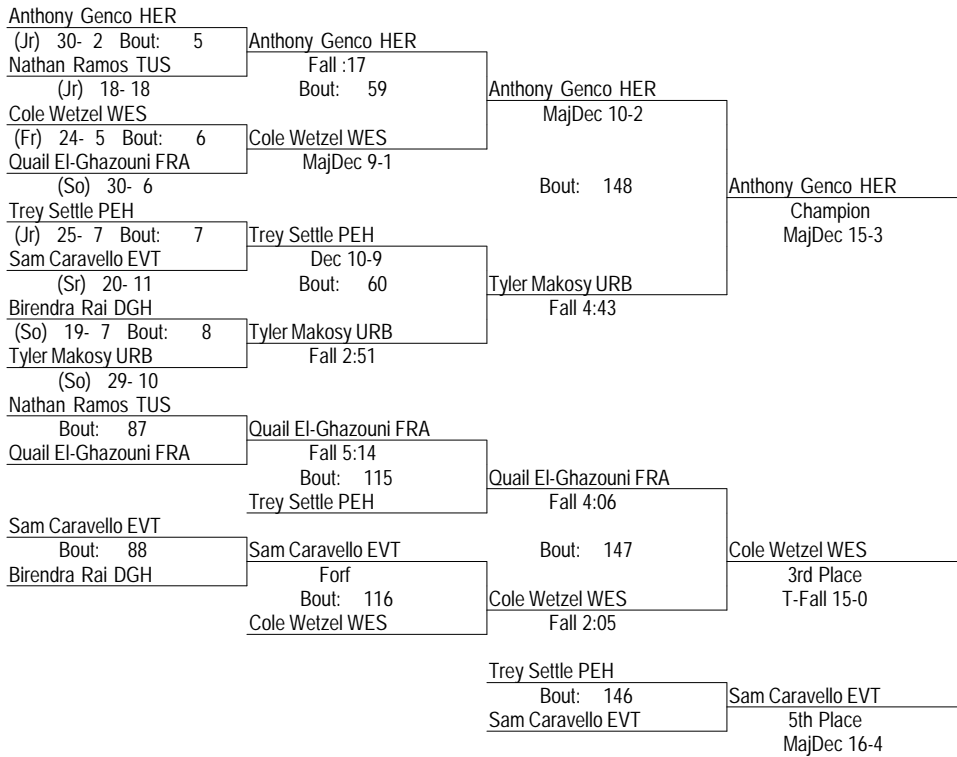 Anthony Genco HER
(Jr) 30- 2 Bout: 5
Anthony Genco HER
Nathan Ramos TUS
Fall :17
(Jr) 18- 18
Bout: 59
Anthony Genco HER
Cole Wetzel WES
MajDec 10-2
(Fr) 24- 5 Bout: 6
Cole Wetzel WES
Quail El-Ghazouni FRA
MajDec 9-1
(So) 30- 6
Bout: 148
Anthony Genco HER
Trey Settle PEH
Champion
(Jr) 25- 7 Bout: 7
Trey Settle PEH
MajDec 15-3
Sam Caravello EVT
Dec 10-9
(Sr) 20- 11
Bout: 60
Tyler Makosy URB
Birendra Rai DGH
Fall 4:43
(So) 19- 7 Bout: 8
Tyler Makosy URB
Tyler Makosy URB
Fall 2:51
(So) 29- 10
Nathan Ramos TUS
Bout: 87
Quail El-Ghazouni FRA
Quail El-Ghazouni FRA
Fall 5:14
Bout: 115
Quail El-Ghazouni FRA
Trey Settle PEH
Fall 4:06
Sam Caravello EVT
Bout: 88
Sam Caravello EVT
Bout: 147
Cole Wetzel WES
Birendra Rai DGH
Forf
3rd Place
Bout: 116
Cole Wetzel WES
T-Fall 15-0
Cole Wetzel WES
Fall 2:05
Trey Settle PEH
Bout: 146
Sam Caravello EVT
Sam Caravello EVT
5th Place
MajDec 16-4